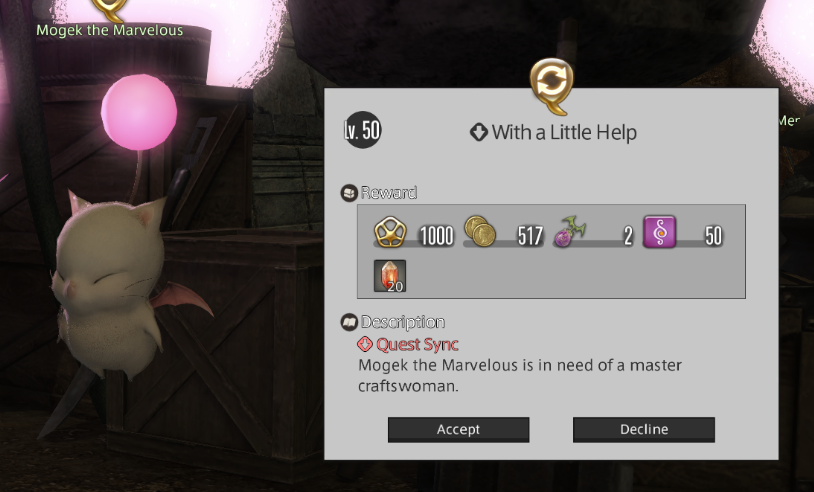 Mogek the Marvelous
Lv. 50
With a Little Help
Mer
Reward
1000 517 2 50
20
Description
Quest Sync
Mogek the Marvelous is in need of a master
craftswoman.
Accept Decline